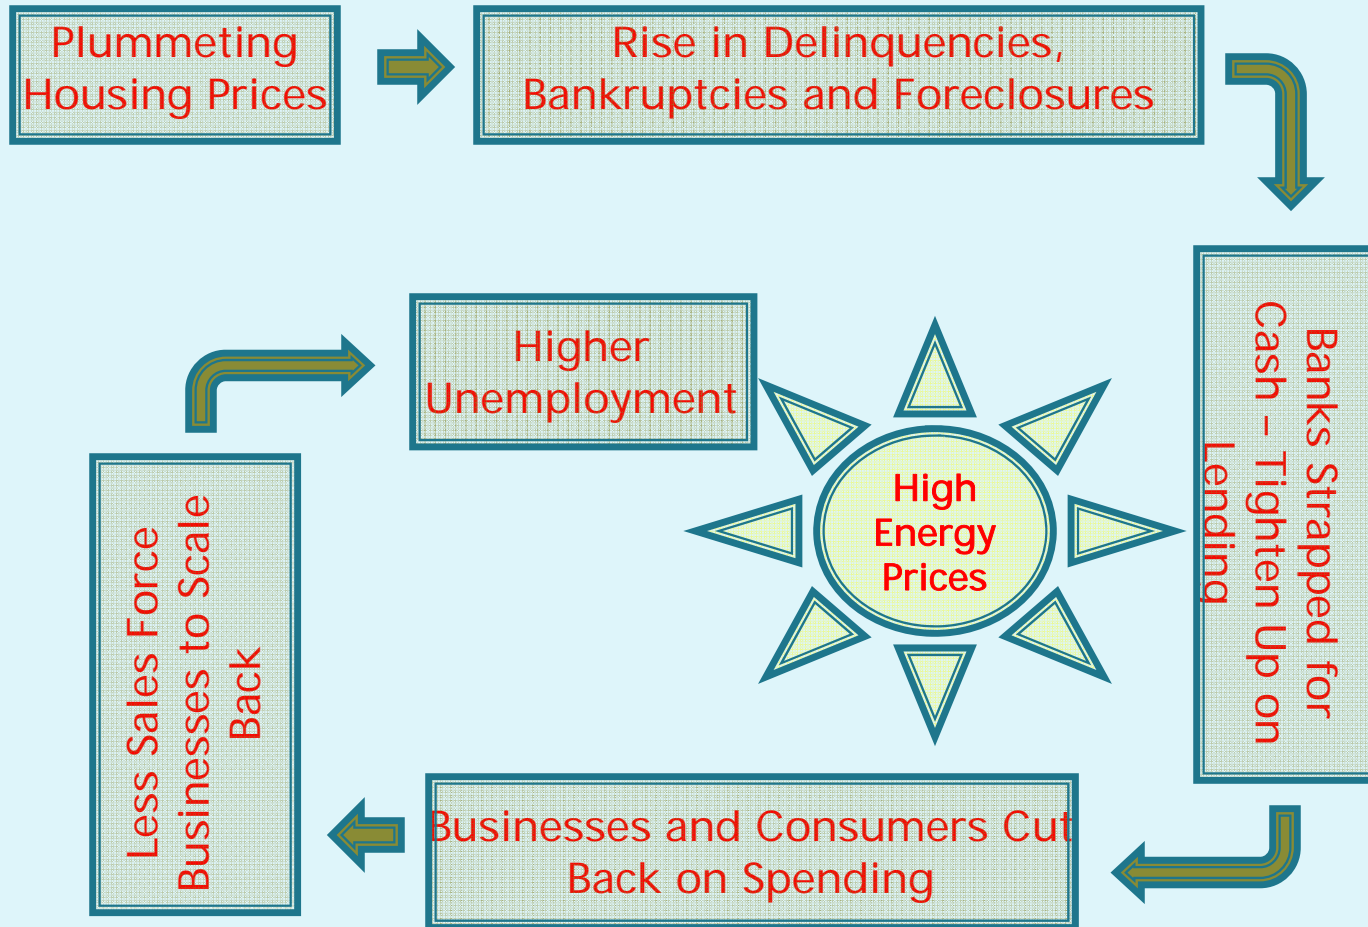 Plummeting
Housing Prices
Rise in Delinquencies,
Bankruptcies and Foreclosures
Banks Strapped for
Cash – Tighten Up on
Lending
Businesses and Consumers Cut
Back on Spending
Less Sales Force
Businesses to Scale
Back
Higher
Unemployment
High
Energy
Prices